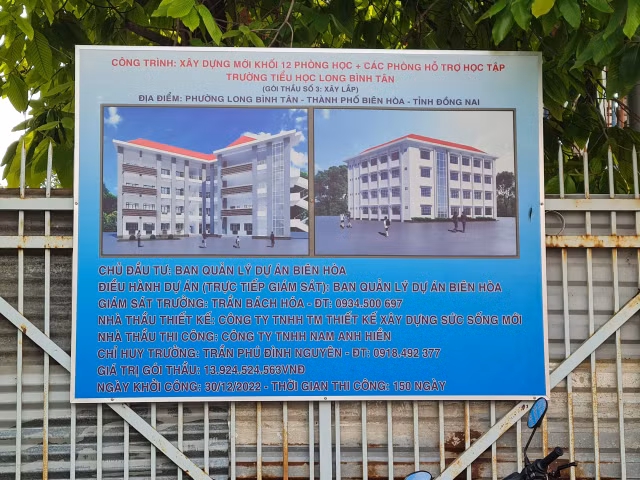 CÔNG TRÌNH: XÂY DỰNG MỚI KHỐI 12 PHÒNG HỌC + CÁC PHÒNG HỖ TRỢ HỌC TẬP
TRƯỜNG TIỂU HỌC LONG BÌNH TÂN
(GÓI THẦU SỐ 3: XÂY LẮP)
ĐỊA ĐIỂM: PHƯỜNG LONG BÌNH TÂN - THÀNH PHỐ BIÊN HÒA - TỈNH ĐỒNG NAI
CHỦ ĐẦU TƯ: BAN QUẢN LÝ DỰ ÁN BIÊN HÒA
ĐIỀU HÀNH DỰ ÁN (TRỰC TIẾP GIÁM SÁT): BAN QUẢN LÝ DỰ ÁN BIÊN HÒA
GIÁM SÁT TRƯỞNG: TRẦN BÁCH HÓA - ĐT: 0934.500 697
NHÀ THẦU THIẾT KẾ: CÔNG TY TNHH TM THIẾT KẾ XÂY DỰNG SỨC SỐNG MỚI
NHÀ THẦU THI CÔNG: CÔNG TY TNHH NAM ANH HIỂN
CHỈ HUY TRƯỞNG: TRẦN PHÚ ĐÌNH NGUYÊN - ĐT: 0918.492 377
GIÁ TRỊ GÓI THẦU: 13.924.524.563VNĐ
NGÀY KHỞI CÔNG: 30/12/2022 - THỜI GIAN THI CÔNG: 150 NGÀY